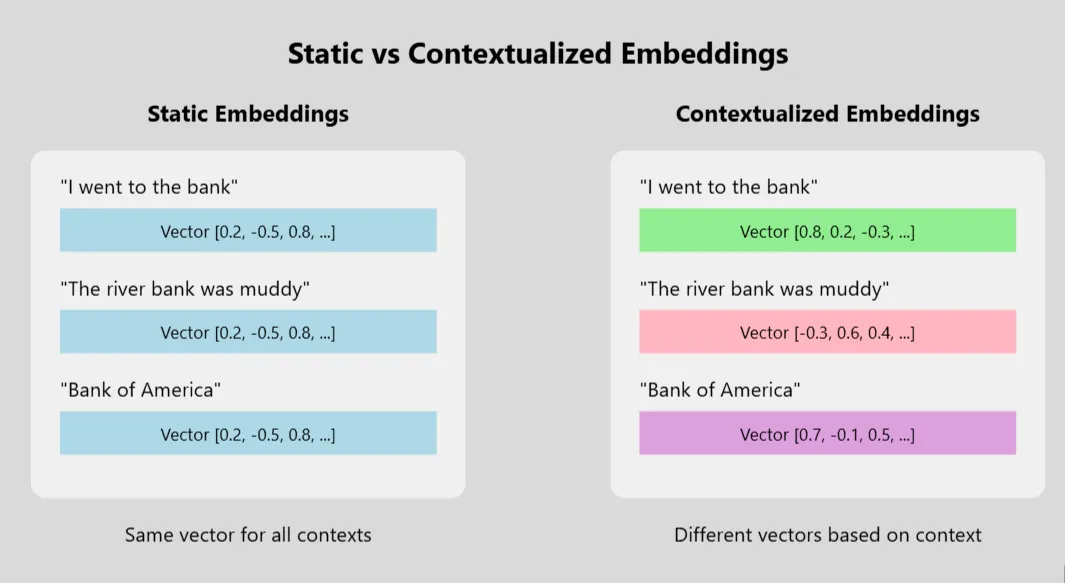 Static vs Contextualized Embeddings
Static Embeddings
"I went to the bank"
Vector [0.2, -0.5, 0.8, ...]
"The river bank was muddy"
Vector [0.2, -0.5, 0.8, ...]
"Bank of America"
Vector [0.2, -0.5, 0.8, ...]
Same vector for all contexts
Contextualized Embeddings
"I went to the bank"
Vector [0.8, 0.2, -0.3, ...]
"The river bank was muddy"
Vector [-0.3, 0.6, 0.4, ...]
"Bank of America"
Vector [0.7, -0.1, 0.5, ...]
Different vectors based on context